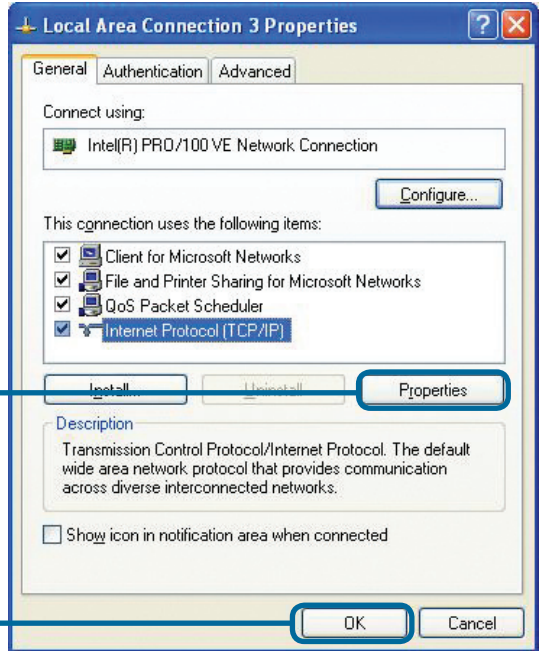 Local Area Connection 3 Properties
General Authentication Advanced
Connect using:
Intel(R) PRO/100 VE Network Connection
Configure...
This connection uses the following items:
Client for Microsoft Networks
File and Printer Sharing for Microsoft Networks
QoS Packet Scheduler
Internet Protocol (TCP/IP)
Install... Uninstall Properties
Description
Transmission Control Protocol/Internet Protocol. The default
wide area network protocol that provides communication
across diverse interconnected networks.
Show icon in notification area when connected
OK Cancel